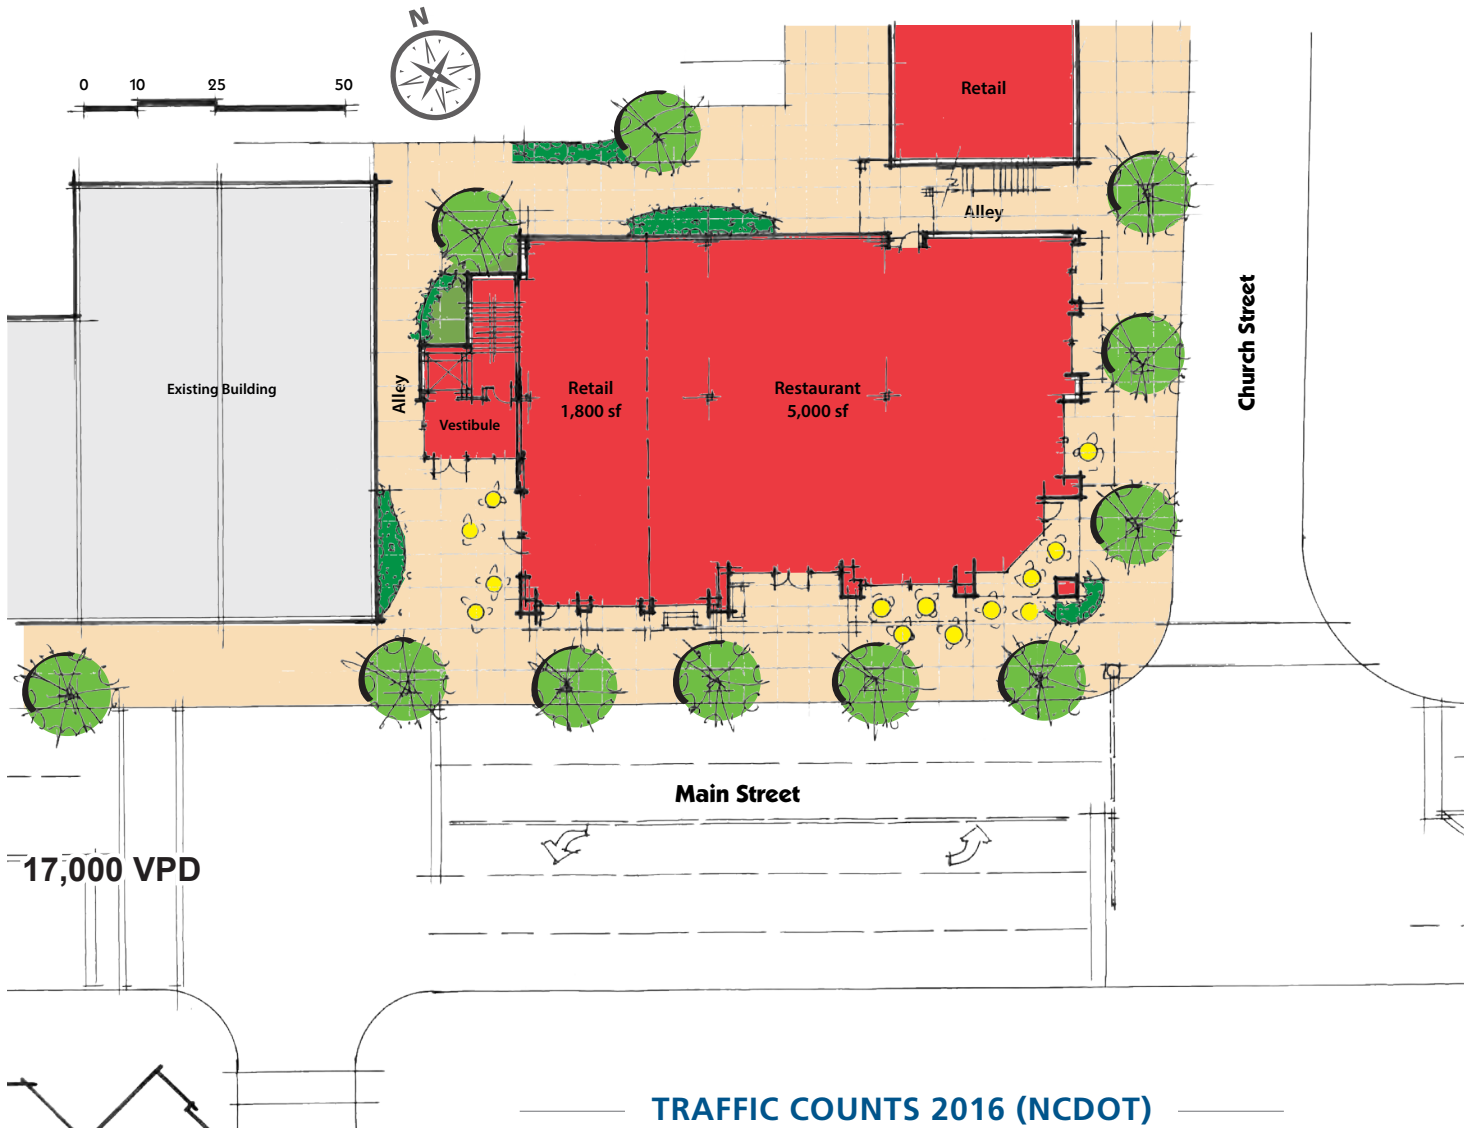 N
0 10 25 50
Retail
Alley
Church Street
Existing Building
Alley
Retail
1,800 sf
Restaurant
5,000 sf
Vestibule
Main Street
17,000 VPD
TRAFFIC COUNTS 2016 (NCDOT)